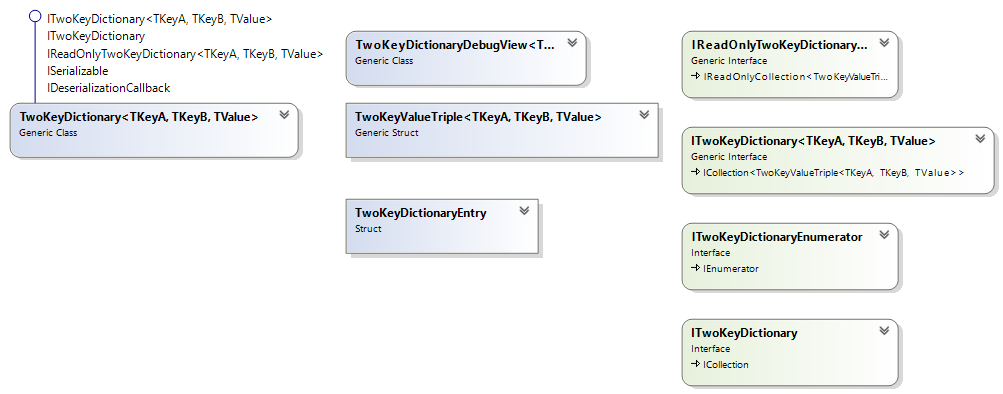 ITwoKeyDictionary<TKeyA, TKeyB, TValue>
ITwoKeyDictionary
IReadOnlyTwoKeyDictionary<TKeyA, TKeyB, TValue>
ISerializable
IDeserializationCallback
TwoKeyDictionary<TKeyA, TKeyB, TValue>
Generic Class
TwoKeyDictionaryDebugView<T...
Generic Class
TwoKeyValueTriple<TKeyA, TKeyB, TValue>
Generic Struct
TwoKeyDictionaryEntry
Struct
IReadOnlyTwoKeyDictionary...
Generic Interface
IReadOnlyCollection<TwoKeyValueTri...
ITwoKeyDictionary<TKeyA, TKeyB, TValue>
Generic Interface
ICollection<TwoKeyValueTriple<TKeyA, TKeyB, TValue>>
ITwoKeyDictionaryEnumerator
Interface
IEnumerator
ITwoKeyDictionary
Interface
ICollection